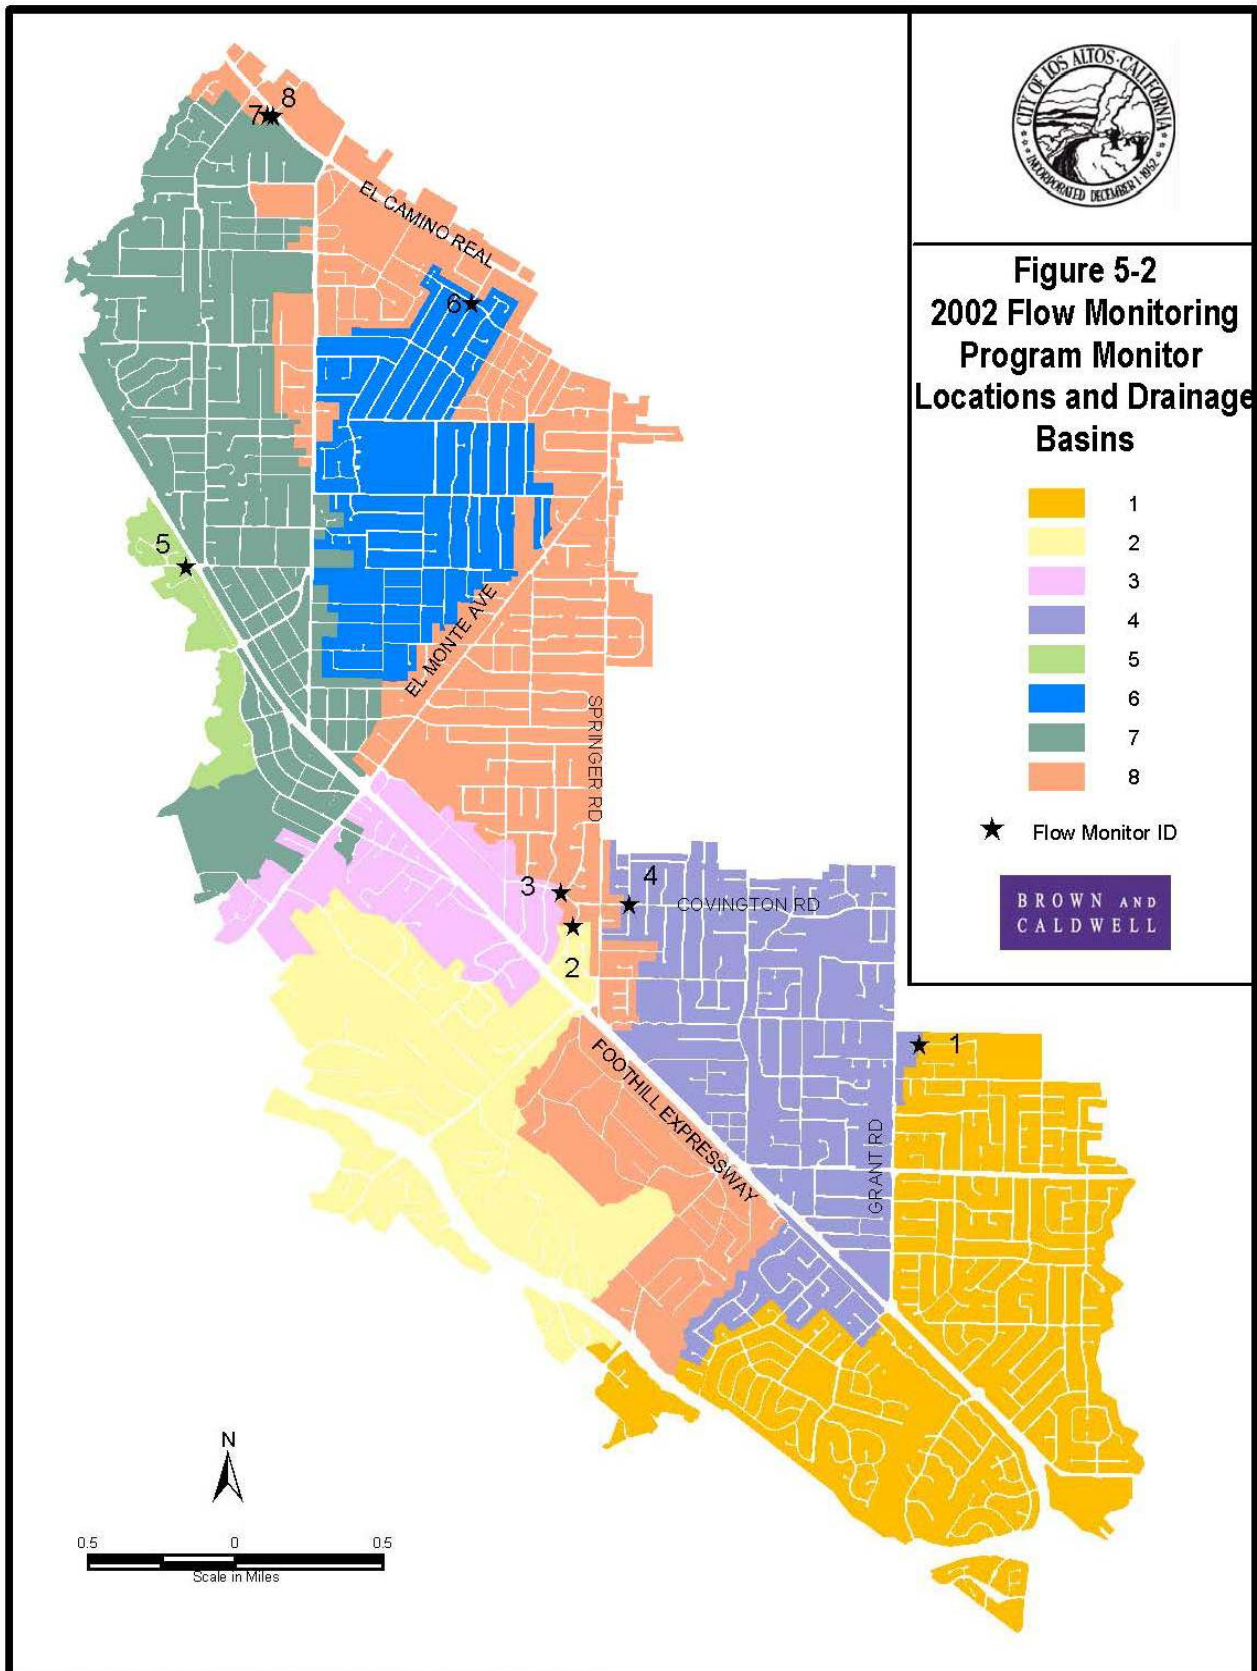 CITY OF LOS ALTOS · CALIFORNIA
INCORPORATED DECEMBER 1, 1952
Figure 5-2
2002 Flow Monitoring
Program Monitor
Locations and Drainage
Basins
1
2
3
4
5
6
7
8
Flow Monitor ID
BROWN AND
CALDWELL
7
8
EL CAMINO REAL
6
5
EL MONTE AVE
SPRINGER RD
3
4
COVINGTON RD
2
1
FOOTHILL EXPRESSWAY
GRANT RD
N
0.5
0
0.5
Scale in Miles